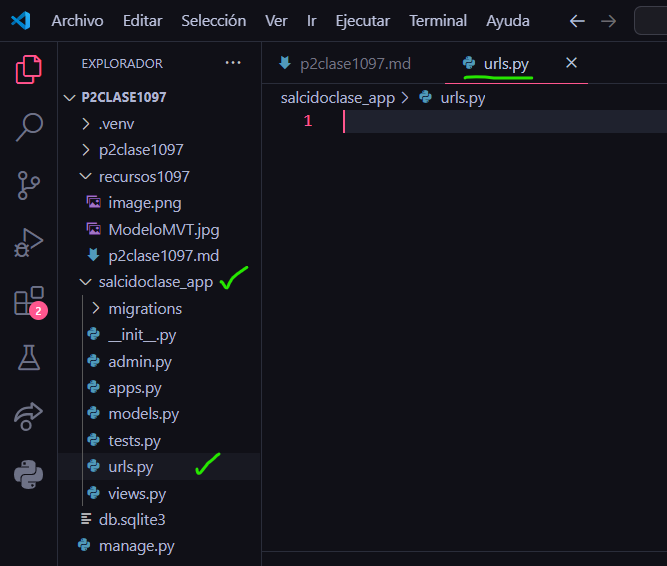 Archivo Editar Selección Ver Ir Ejecutar Terminal Ayuda
EXPLORADOR ···
p2clase1097.md urls.py
P2CLASE1097
salcidoclase_app > urls.py
1
.venv
p2clase1097
recursos1097
image.png
ModeloMVT.jpg
p2clase1097.md
salcidoclase_app
migrations
__init__.py
admin.py
apps.py
models.py
tests.py
urls.py
views.py
db.sqlite3
manage.py
2